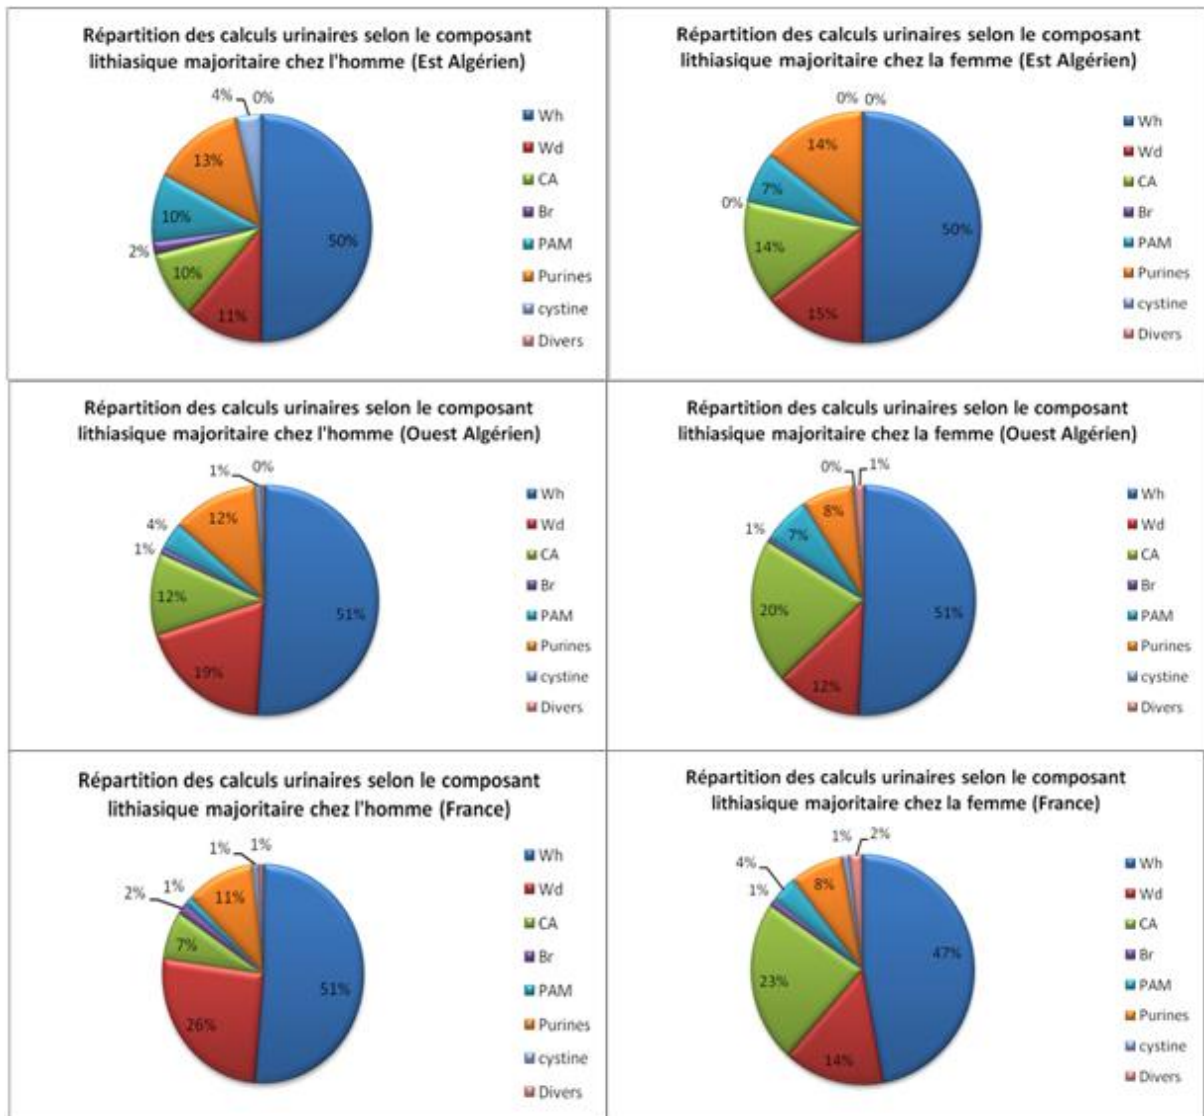 Répartition des calculs urinaires selon le composant
lithiasique majoritaire chez l'homme (Est Algérien)
4%
0%
13%
10%
2%
10%
11%
50%
Wh
Wd
CA
Br
PAM
Purines
cystine
Divers
Répartition des calculs urinaires selon le composant
lithiasique majoritaire chez la femme (Est Algérien)
0%
0%
14%
7%
0%
14%
15%
50%
Wh
Wd
CA
Br
PAM
Purines
cystine
Divers
Répartition des calculs urinaires selon le composant
lithiasique majoritaire chez l'homme (Ouest Algérien)
1%
0%
12%
4%
1%
12%
19%
51%
Wh
Wd
CA
Br
PAM
Purines
cystine
Divers
Répartition des calculs urinaires selon le composant
lithiasique majoritaire chez la femme (Ouest Algérien)
0%
1%
8%
7%
1%
20%
12%
51%
Wh
Wd
CA
Br
PAM
Purines
cystine
Divers
Répartition des calculs urinaires selon le composant
lithiasique majoritaire chez l'homme (France)
1%
1%
11%
1%
2%
7%
26%
51%
Wh
Wd
CA
Br
PAM
Purines
cystine
Divers
Répartition des calculs urinaires selon le composant
lithiasique majoritaire chez la femme (France)
1%
2%
8%
4%
1%
23%
14%
47%
Wh
Wd
CA
Br
PAM
Purines
cystine
Divers